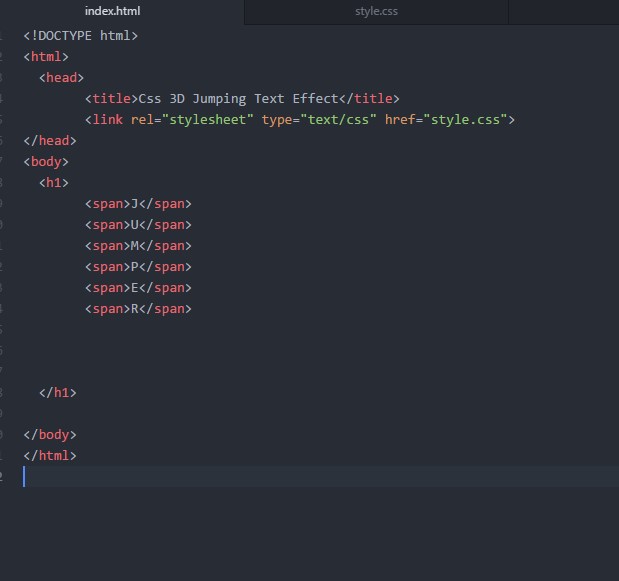 index.html
style.css
<!DOCTYPE html>
<html>
<head>
<title>Css 3D Jumping Text Effect</title>
<link rel="stylesheet" type="text/css" href="style.css">
</head>
<body>
<h1>
<span>J</span>
<span>U</span>
<span>M</span>
<span>P</span>
<span>E</span>
<span>R</span>
</h1>
</body>
</html>